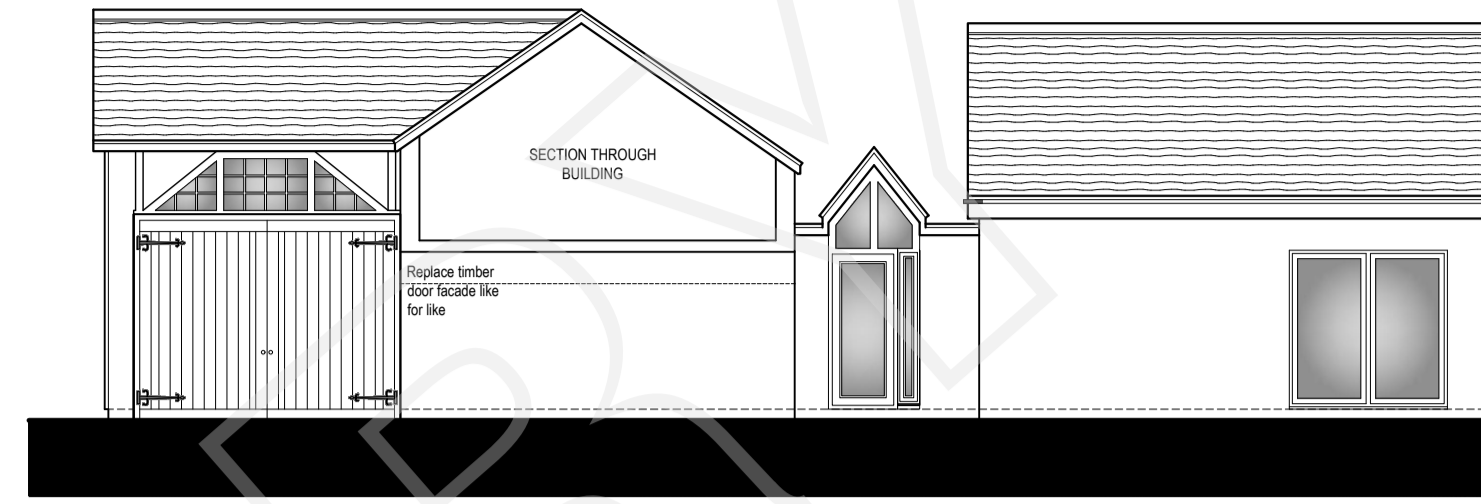 SECTION THROUGH
BUILDING
Replace timber
door facade like
for like